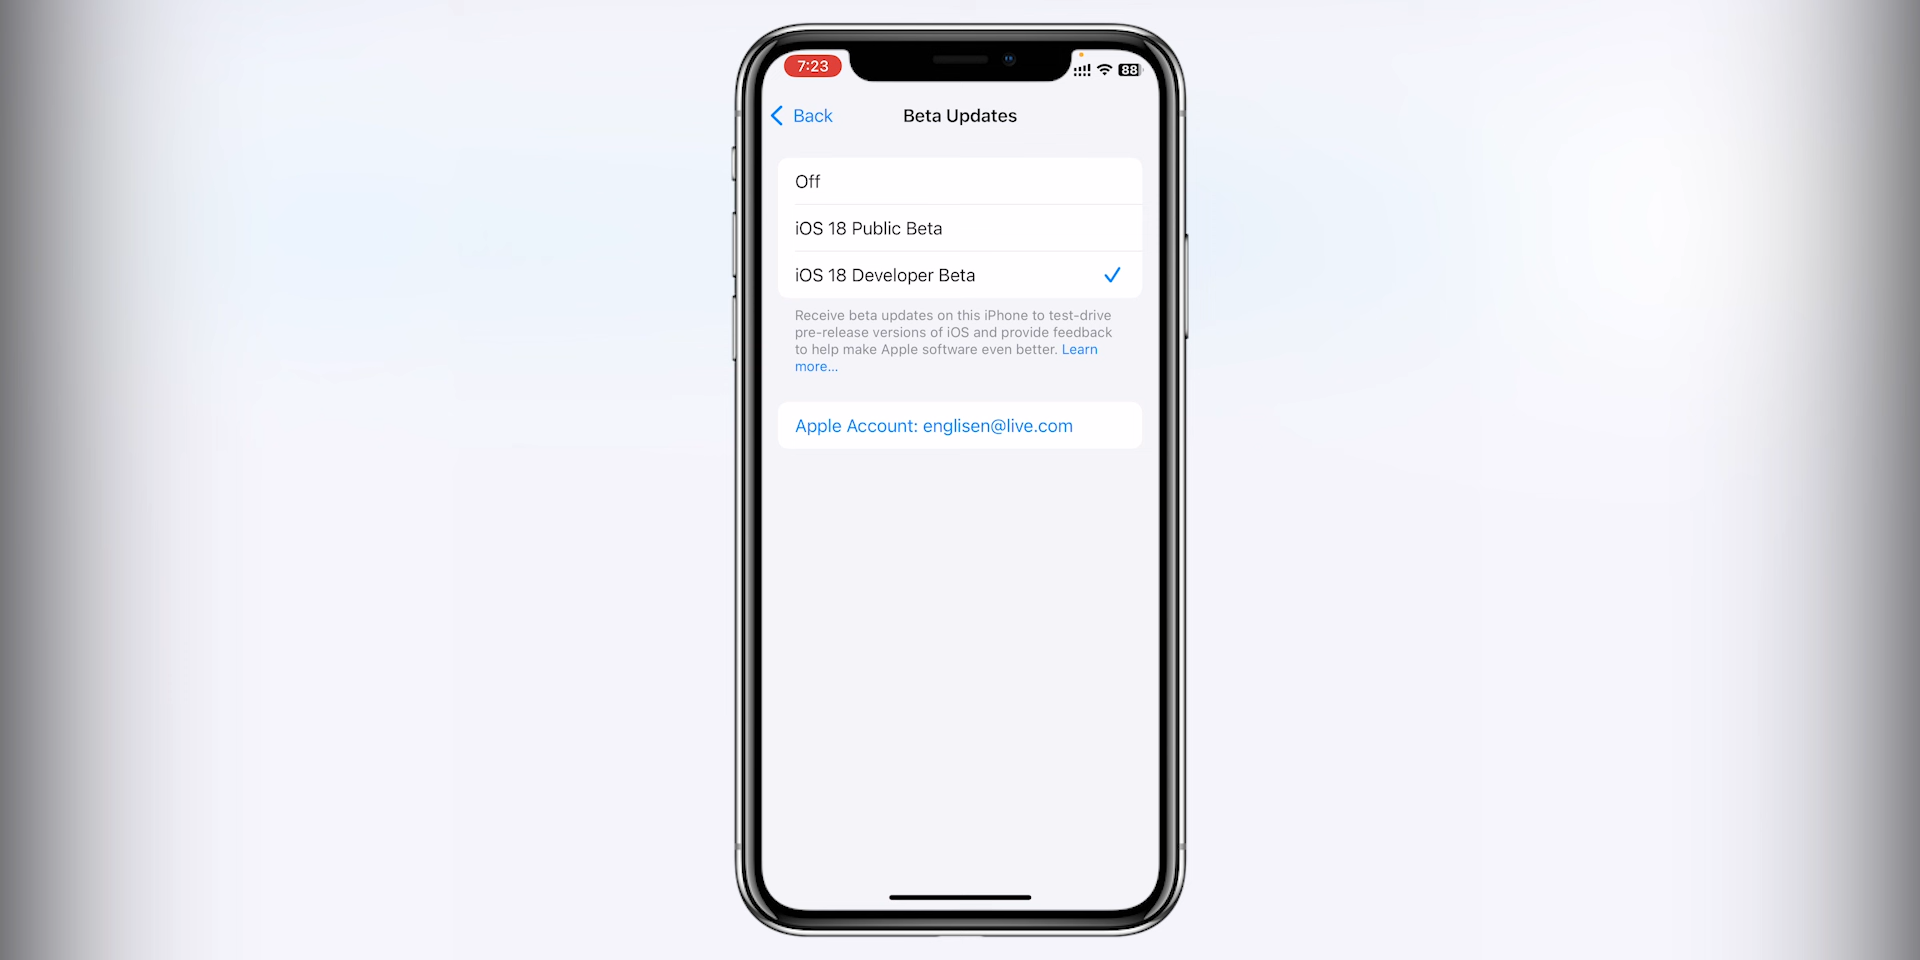 7:23
88
Back
Beta Updates
Off
iOS 18 Public Beta
iOS 18 Developer Beta
Receive beta updates on this iPhone to test-drive
pre-release versions of iOS and provide feedback
to help make Apple software even better. Learn
more...
Apple Account: englisen@live.com